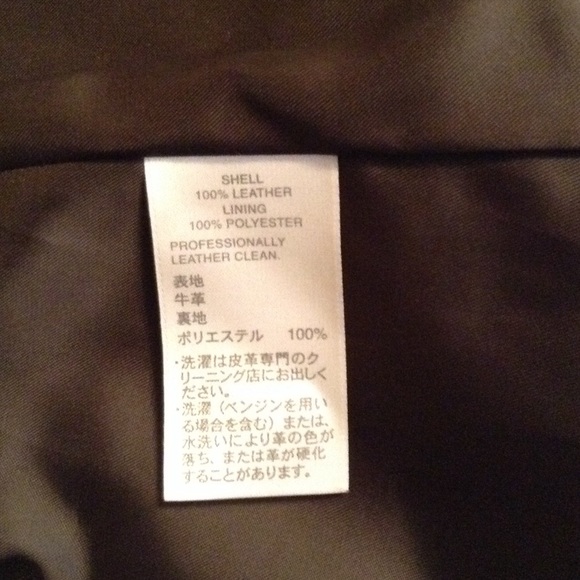 SHELL
100% LEATHER
LINING
100% POLYESTER
PROFESSIONALLY
LEATHER CLEAN.
表地
牛革
裏地
ポリエステル 100%
・洗濯は皮革専門のク
リーニング店にお出しく
ださい。
・洗濯（ベンジンを用い
る場合を含む）または、
水洗いにより革の色が
落ち、または革が硬化
することがあります。